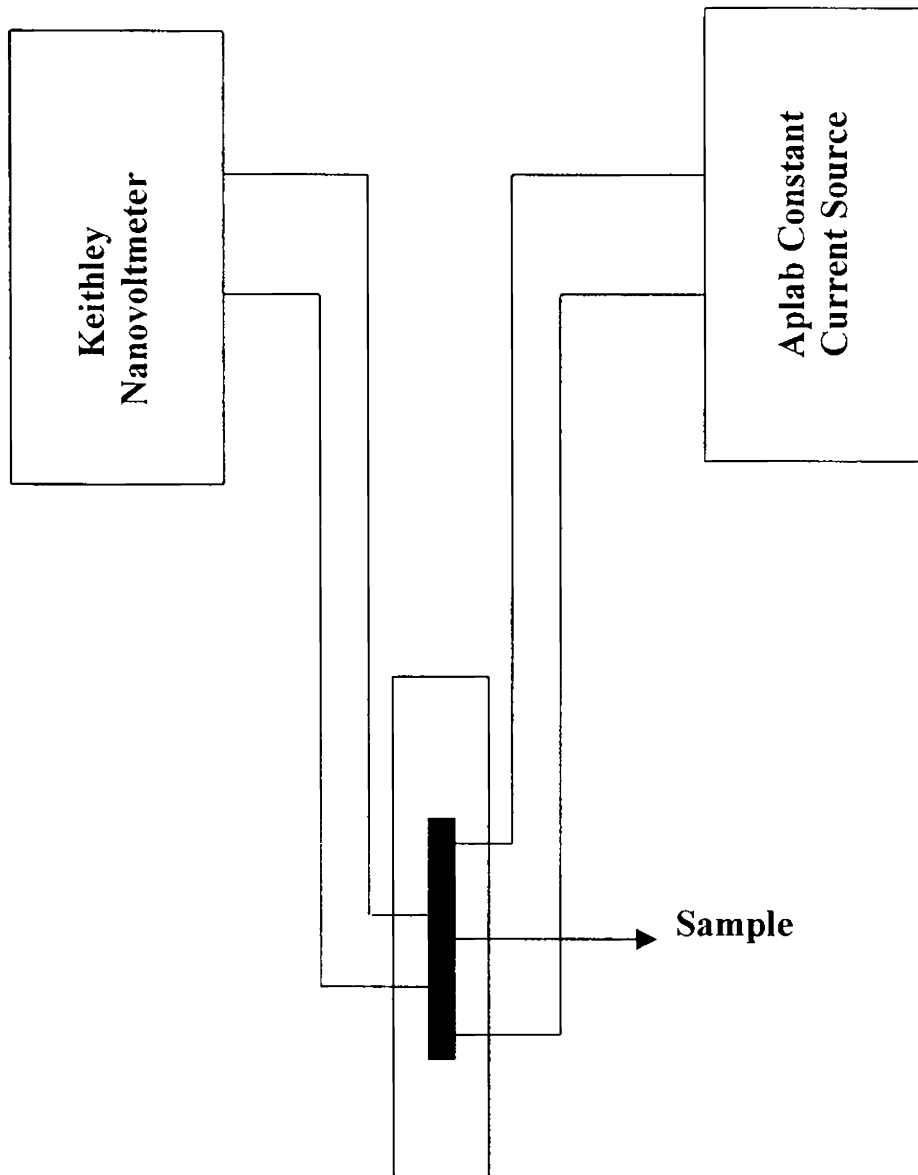 Keithley
Nanovoltmeter
Aplab Constant
Current Source
Sample